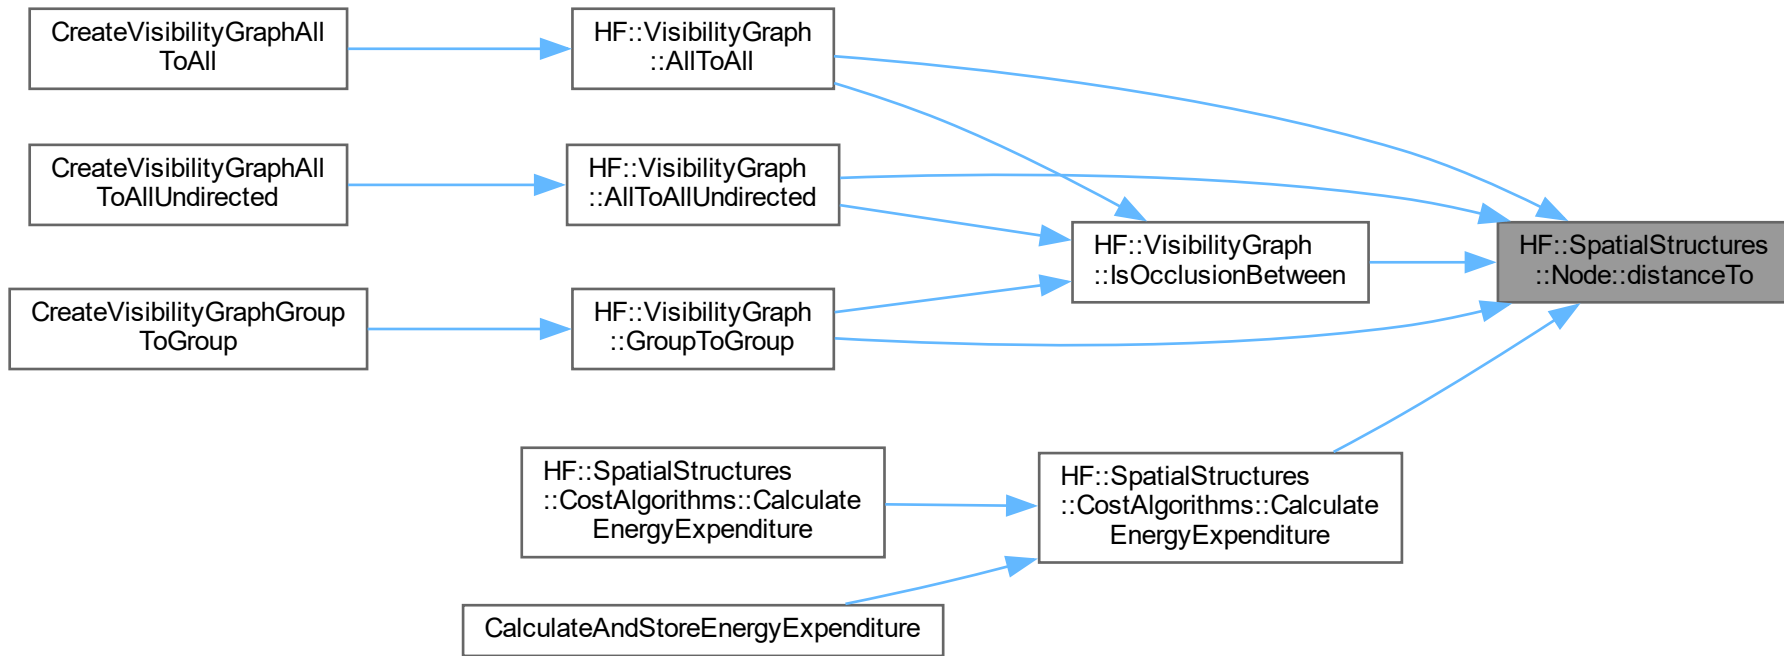 CreateVisibilityGraphAll
ToAll
HF::VisibilityGraph
::AllToAll
CreateVisibilityGraphAll
ToAllUndirected
HF::VisibilityGraph
::AllToAllUndirected
HF::VisibilityGraph
::IsOcclusionBetween
HF::SpatialStructures
::Node::distanceTo
CreateVisibilityGraphGroup
ToGroup
HF::VisibilityGraph
::GroupToGroup
HF::SpatialStructures
::CostAlgorithms::Calculate
EnergyExpenditure
HF::SpatialStructures
::CostAlgorithms::Calculate
EnergyExpenditure
CalculateAndStoreEnergyExpenditure